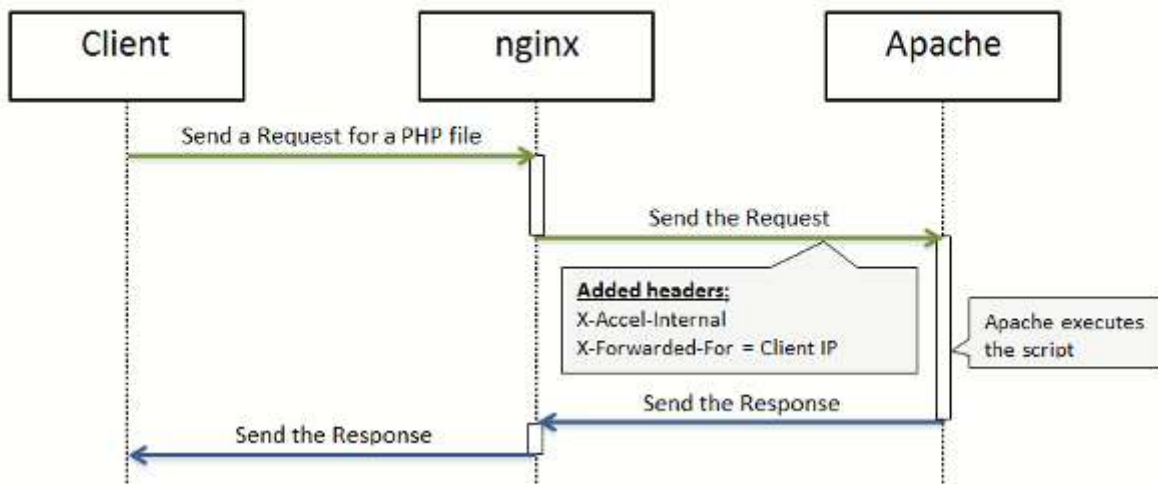 Client
nginx
Apache
Send a Request for a PHP file
Send the Request
Added headers:
X-Accel-Internal
X-Forwarded-For = Client IP
Apache executes
the script
Send the Response
Send the Response